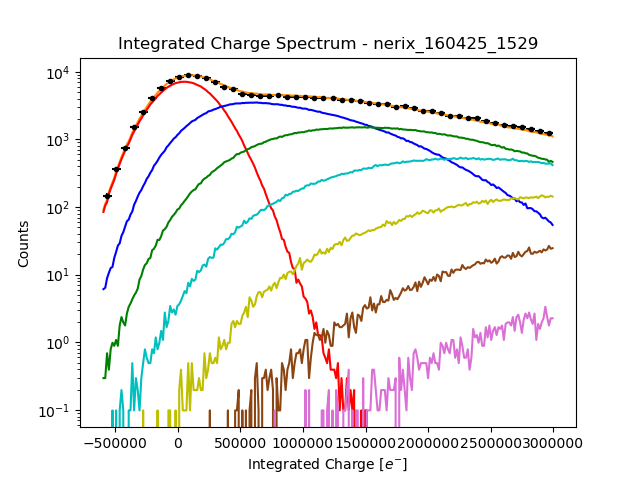 Integrated Charge Spectrum - nerix_160425_1529
Counts
10⁴
10³
10²
10¹
10⁰
10⁻¹
−500000 0 500000 1000000 1500000 2000000 2500000 3000000
Integrated Charge [e⁻]